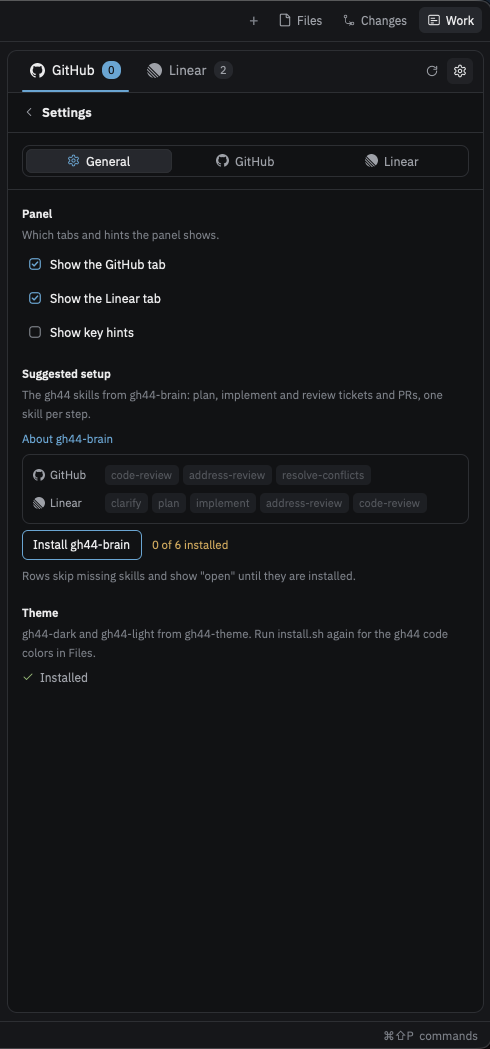 + Files Changes Work
GitHub 0 Linear 2
Settings
General GitHub Linear
Panel
Which tabs and hints the panel shows.
Show the GitHub tab
Show the Linear tab
Show key hints
Suggested setup
The gh44 skills from gh44-brain: plan, implement and review tickets and PRs, one
skill per step.
About gh44-brain
GitHub code-review address-review resolve-conflicts
Linear clarify plan implement address-review code-review
Install gh44-brain 0 of 6 installed
Rows skip missing skills and show "open" until they are installed.
Theme
gh44-dark and gh44-light from gh44-theme. Run install.sh again for the gh44 code
colors in Files.
Installed
⌘⇧P commands